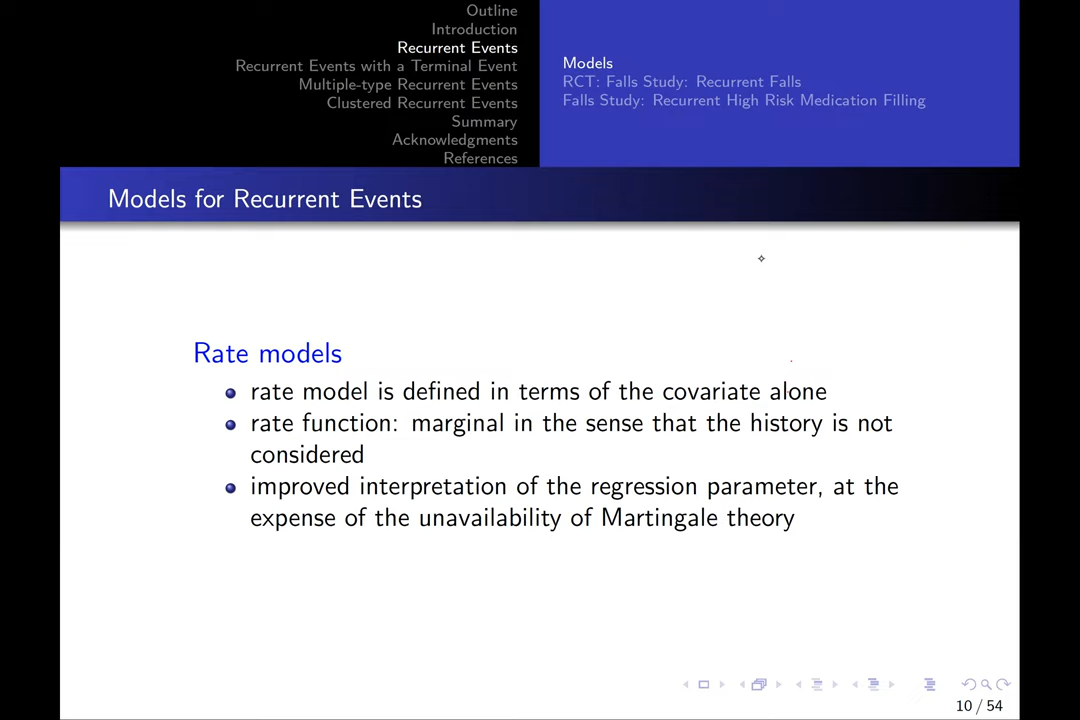 Outline
Introduction
Recurrent Events
Recurrent Events with a Terminal Event
Multiple-type Recurrent Events
Clustered Recurrent Events
Summary
Acknowledgments
References
Models
RCT: Falls Study: Recurrent Falls
Falls Study: Recurrent High Risk Medication Filling
Models for Recurrent Events
Rate models
rate model is defined in terms of the covariate alone
rate function: marginal in the sense that the history is not
considered
improved interpretation of the regression parameter, at the
expense of the unavailability of Martingale theory
10 / 54